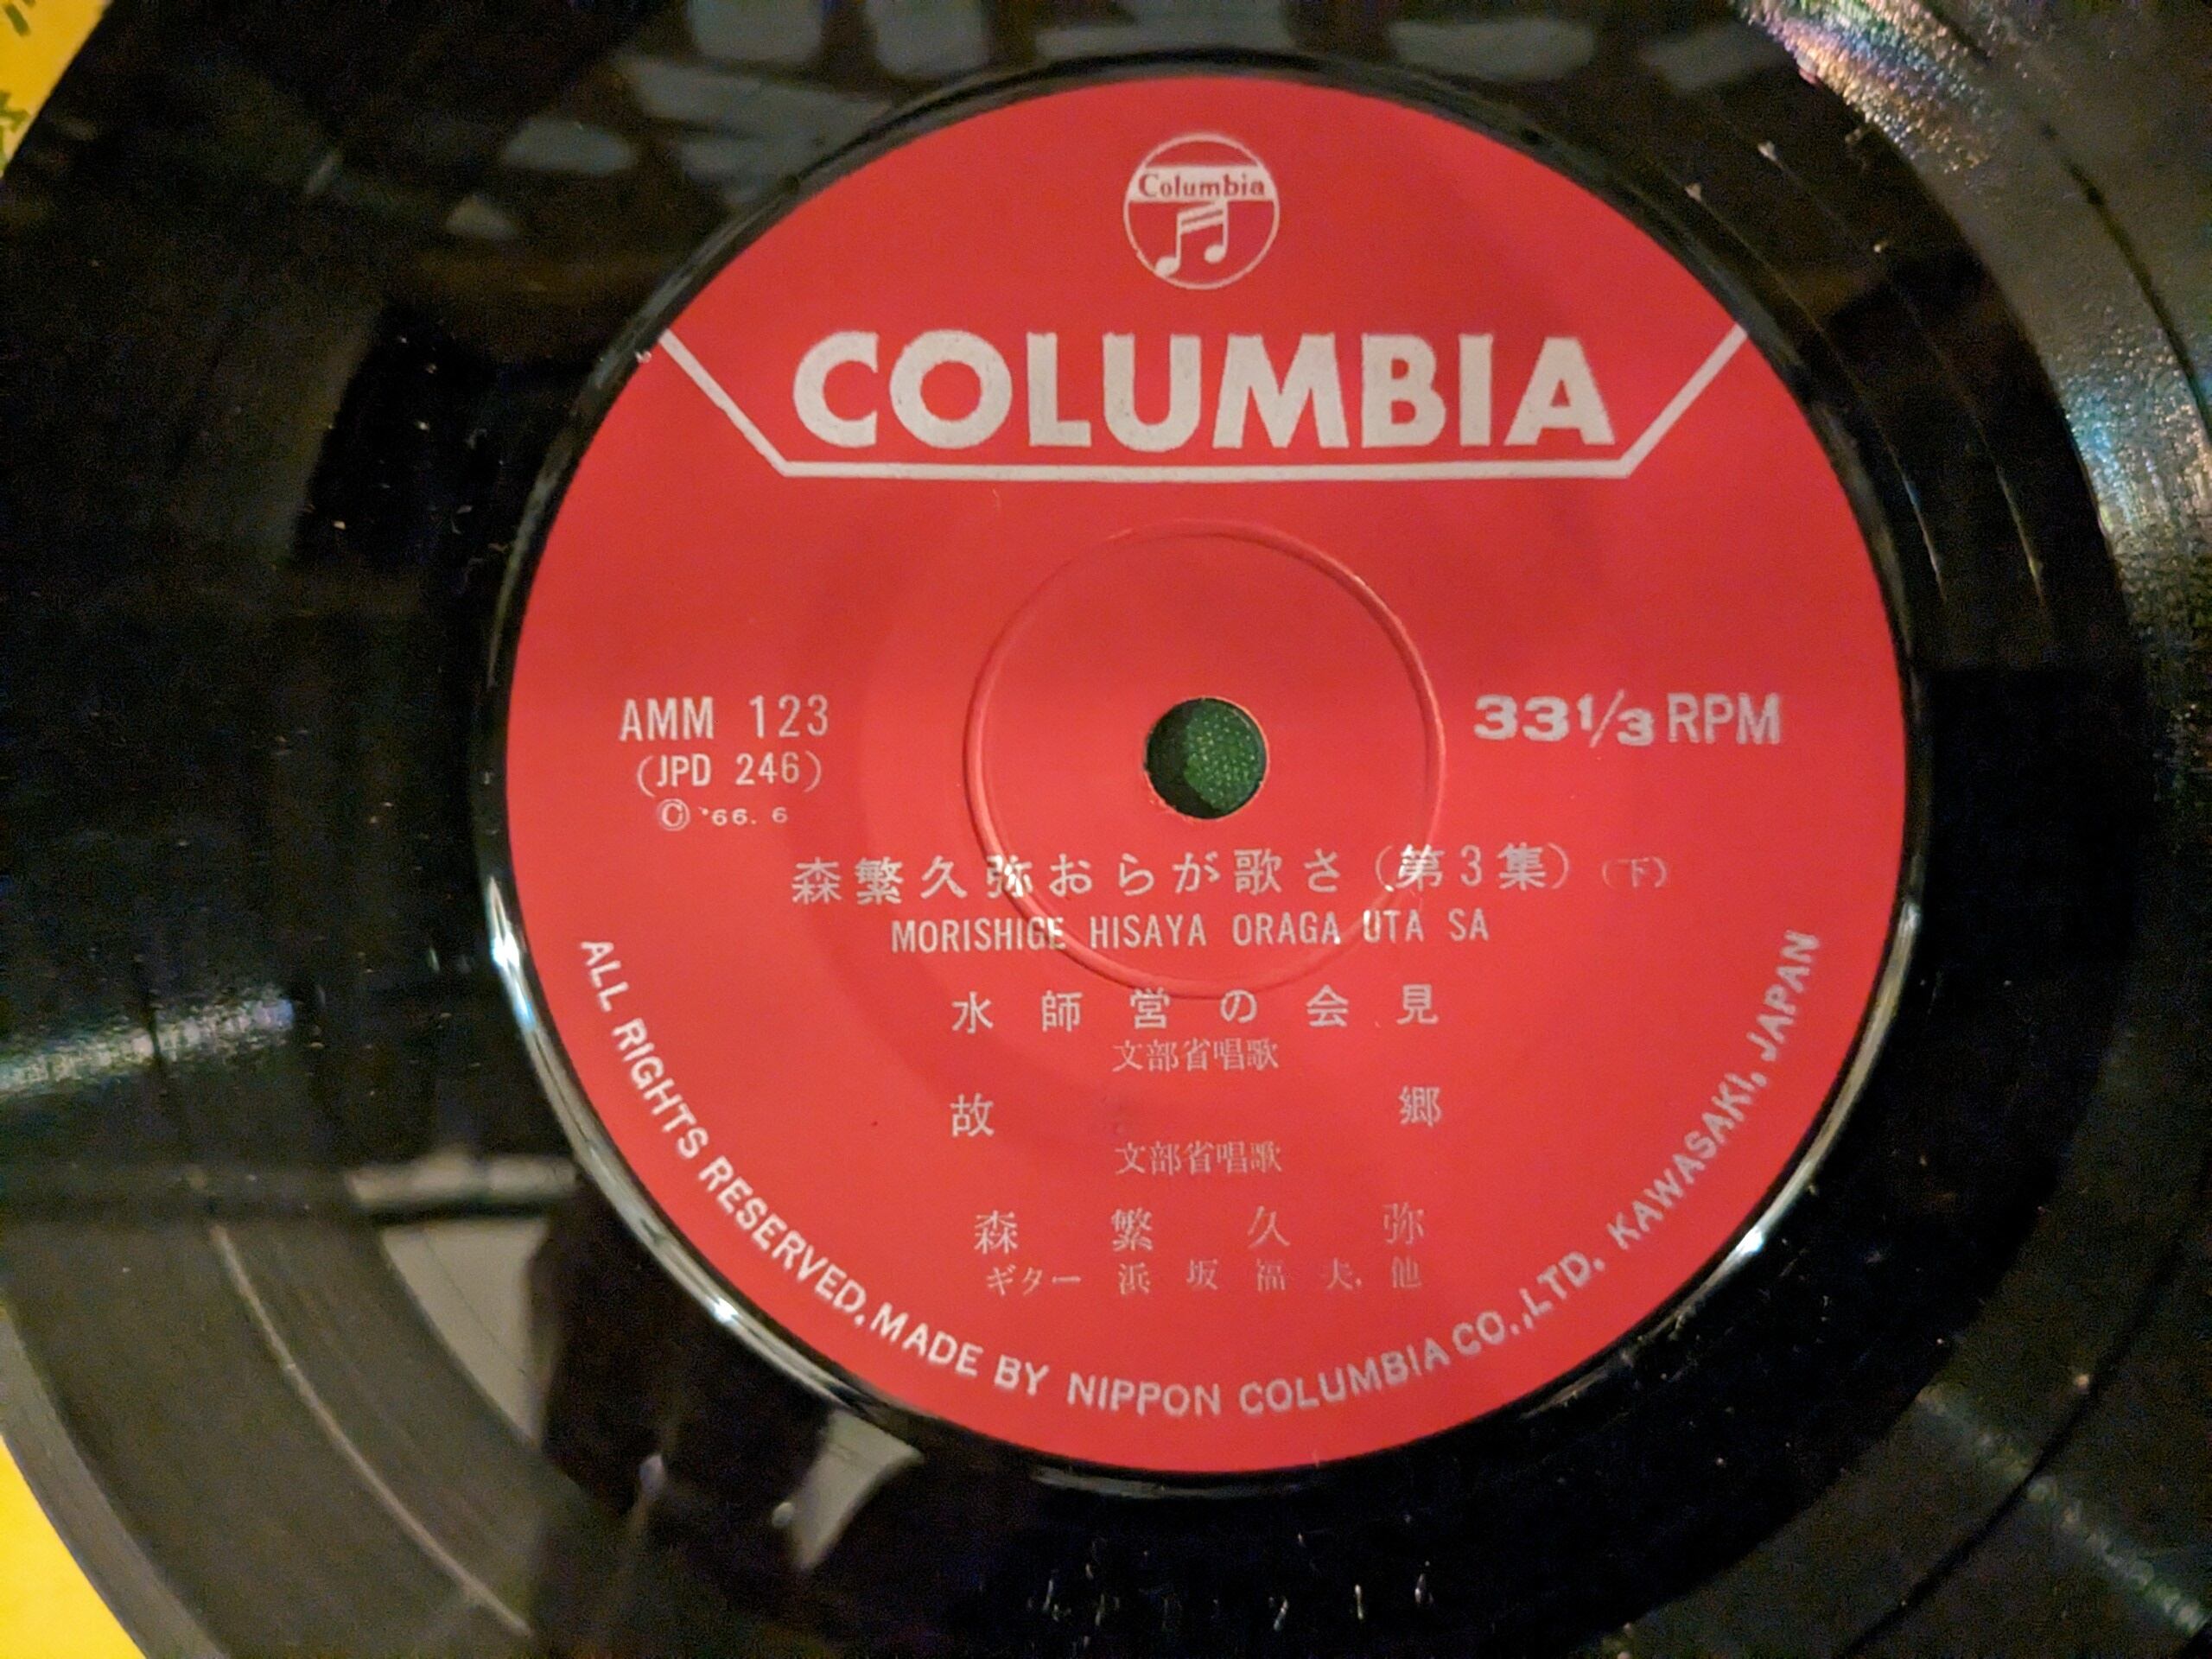 Columbia
COLUMBIA
AMM 123
(JPD 246)
Ⓒ '66. 6
33 1/3 RPM
森繁久弥おらが歌さ（第3集）（下）
MORISHIGE HISAYA ORAGA UTA SA
水師営の会見
文部省唱歌
故郷
文部省唱歌
森繁久弥
ギター 浜坂福夫，他
ALL RIGHTS RESERVED. MADE BY NIPPON COLUMBIA CO., LTD. KAWASAKI, JAPAN